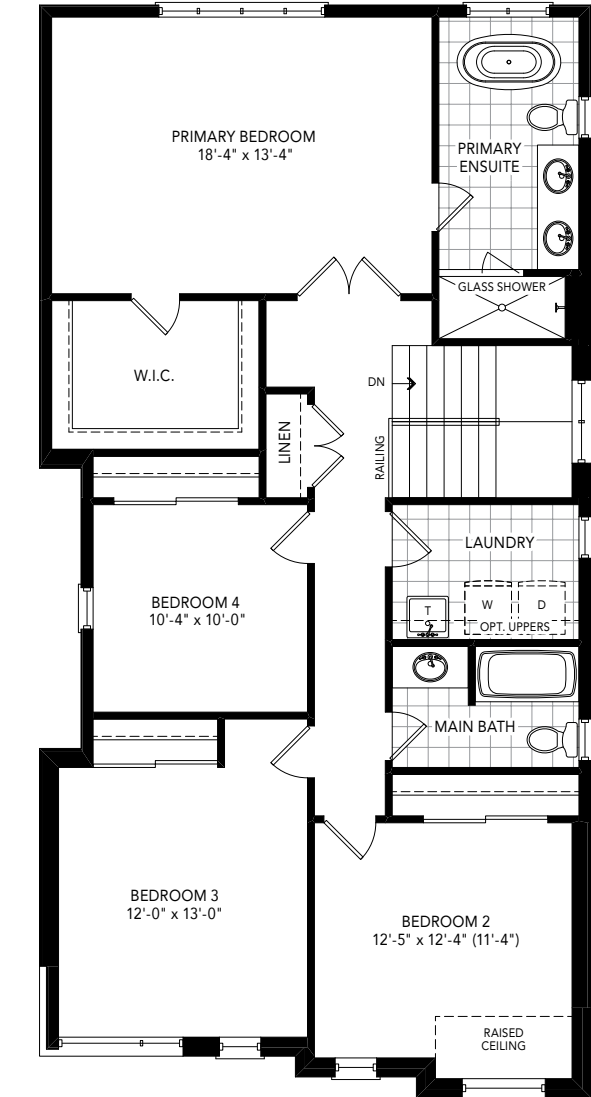 PRIMARY BEDROOM
18'-4" x 13'-4"
PRIMARY
ENSUITE
GLASS SHOWER
W.I.C.
DN
LINEN
RAILING
LAUNDRY
BEDROOM 4
10'-4" x 10'-0"
T
W
D
OPT. UPPERS
MAIN BATH
BEDROOM 3
12'-0" x 13'-0"
BEDROOM 2
12'-5" x 12'-4" (11'-4")
RAISED
CEILING